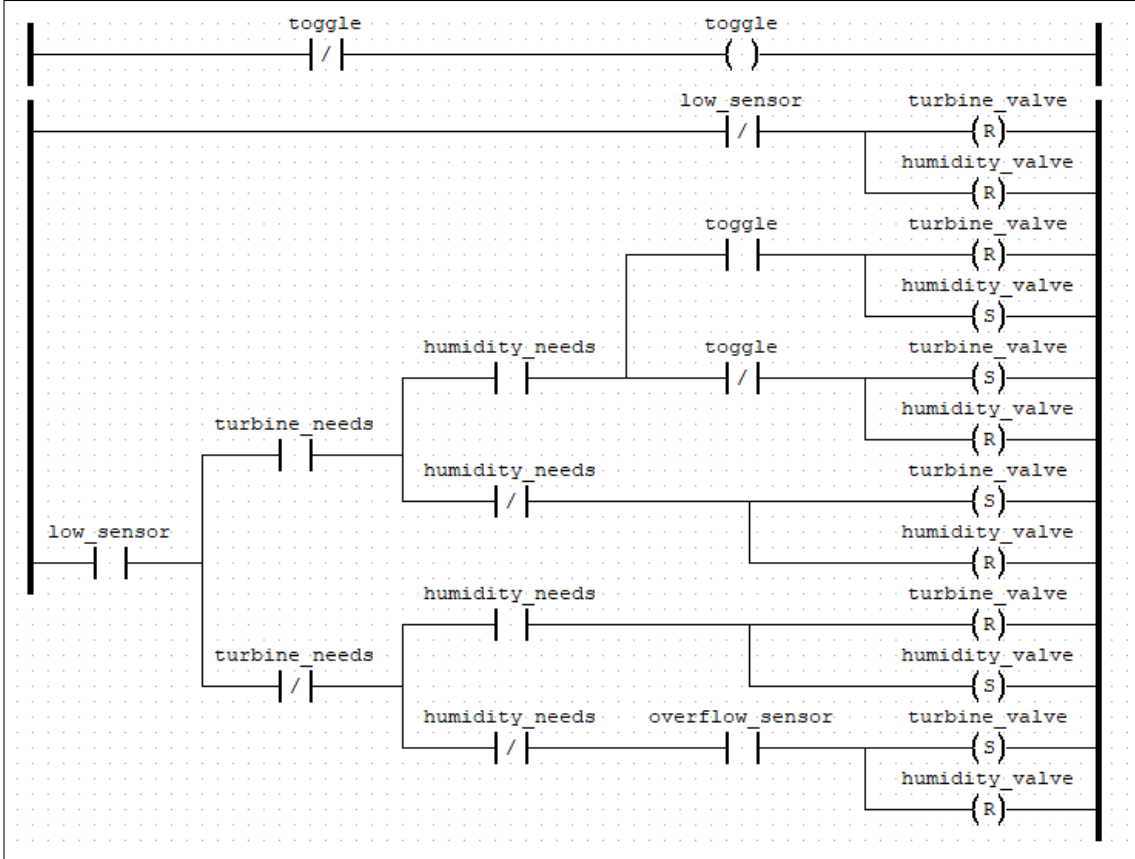 toggle toggle
/ ( )
low_sensor turbine_valve
/ (R)
humidity_valve
(R)
toggle turbine_valve
(R)
humidity_valve
(S)
humidity_needs toggle turbine_valve
/ (S)
humidity_valve
turbine_needs (R)
humidity_needs turbine_valve
/ (S)
low_sensor humidity_valve
(R)
humidity_needs turbine_valve
(R)
turbine_needs humidity_valve
/ (S)
humidity_needs overflow_sensor turbine_valve
/ (S)
humidity_valve
(R)